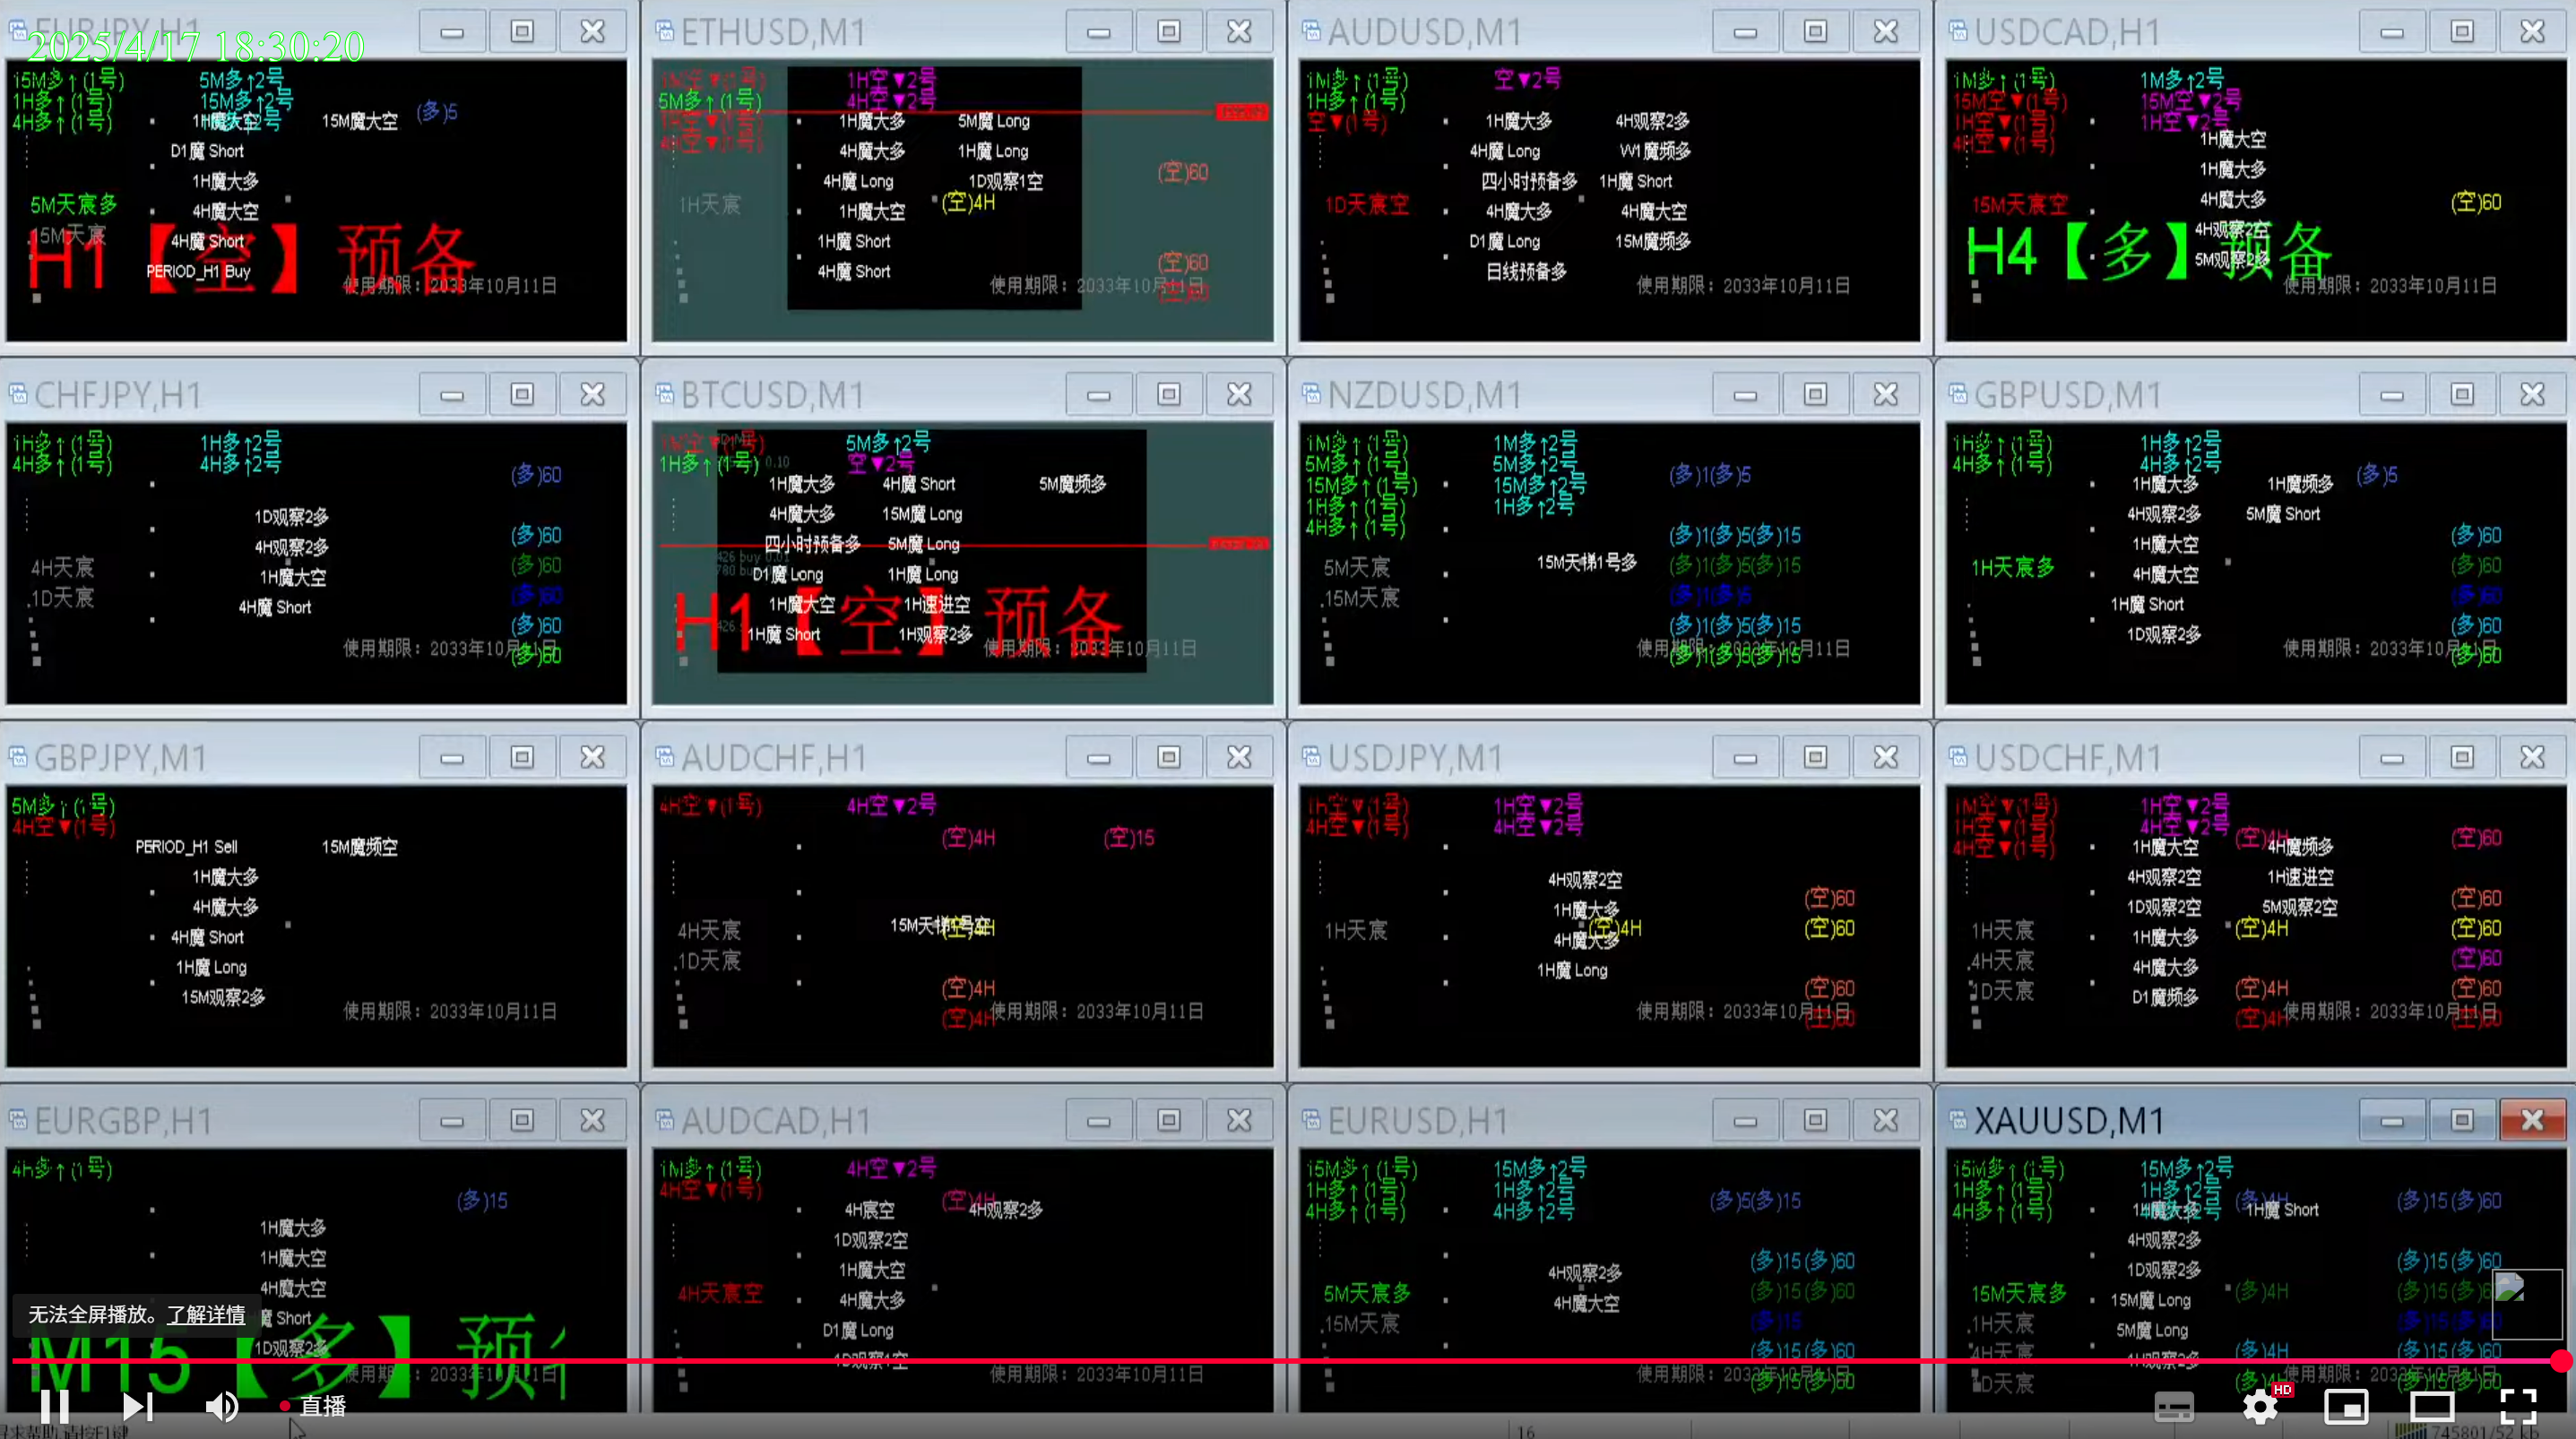 EURJPY,H1
2025/4/17 18:30:20
15M多↑(1号)
5M多↑2号
1H多↑(1号)
15M多↑2号
4H多↑(1号)
1H魔大空
15M魔大空
(多)5
D1魔 Short
1H魔大多
5M天宸多
4H魔大空
15M天宸
4H魔 Short
H1【空】预备
PERIOD_H1 Buy
使用期限：2033年10月11日
ETHUSD,M1
1H空▼2号
5M多↑(1号)
4H空▼2号
1H魔大多
5M魔 Long
4H魔大多
1H魔 Long
(空)60
4H魔 Long
1D观察1空
1H天宸
1H魔大空
(空)4H
1H魔 Short
(空)60
4H魔 Short
使用期限：2033年10月11日
(空)60
AUDUSD,M1
1M多↑(1号)
空▼2号
1H多↑(1号)
空▼(1号)
1H魔大多
4H观察2多
4H魔 Long
W1魔频多
四小时预备多
1H魔 Short
1D天宸空
4H魔大多
4H魔大空
D1魔 Long
15M魔频多
日线预备多
使用期限：2033年10月11日
USDCAD,H1
1M多↑(1号)
1M多↑2号
15M空▼(1号)
15M空▼2号
1H空▼(1号)
1H空▼2号
4H空▼(1号)
1H魔大空
1H魔大多
15M天宸空
4H魔大多
(空)60
4H观察2空
H4【多】预备
5M观察2多
使用期限：2033年10月11日
CHFJPY,H1
1H多↑(1号)
1H多↑2号
4H多↑(1号)
4H多↑2号
(多)60
1D观察2多
(多)60
4H观察2多
4H天宸
(多)60
1H魔大空
1D天宸
(多)60
4H魔 Short
(多)60
使用期限：2033年10月11日
(多)60
BTCUSD,M1
1M空▼(1号)
5M多↑2号
1H多↑(1号)
0.10
空▼2号
1H魔大多
4H魔 Short
5M魔频多
4H魔大多
15M魔 Long
四小时预备多
5M魔 Long
D1魔 Long
1H魔 Long
1H魔大空
1H速进空
H1【空】预备
1H魔 Short
1H观察2多
使用期限：2033年10月11日
NZDUSD,M1
1M多↑(1号)
1M多↑2号
5M多↑(1号)
5M多↑2号
(多)1(多)5
15M多↑(1号)
15M多↑2号
1H多↑(1号)
1H多↑2号
4H多↑(1号)
(多)1(多)5(多)15
5M天宸
15M天梯1号多
(多)1(多)5(多)15
15M天宸
(多)1(多)5
(多)1(多)5(多)15
使用期限：2033年10月11日
(多)1(多)5(多)15
GBPUSD,M1
1H多↑(1号)
1H多↑2号
4H多↑(1号)
4H多↑2号
(多)5
1H魔大多
1H魔频多
4H观察2多
5M魔 Short
(多)60
1H魔大空
1H天宸多
(多)60
4H魔大空
(多)60
1H魔 Short
(多)60
1D观察2多
使用期限：2033年10月11日
(多)60
GBPJPY,M1
5M多↑(1号)
4H空▼(1号)
PERIOD_H1 Sell
15M魔频空
1H魔大多
4H魔大多
4H魔 Short
1H魔 Long
15M观察2多
使用期限：2033年10月11日
AUDCHF,H1
4H空▼(1号)
4H空▼2号
(空)4H
(空)15
4H天宸
1D天宸
(空)4H
(空)4H
使用期限：2033年10月11日
USDJPY,M1
1h空▼(1号)
1H空▼2号
4H空▼(1号)
4H空▼2号
4H观察2空
(空)60
1H魔大多
1H天宸
(空)4H
(空)60
4H魔大多
1H魔 Long
(空)60
使用期限：2033年10月11日
(空)60
USDCHF,M1
1M空▼(1号)
1H空▼2号
1H空▼(1号)
4H空▼2号
(空)4H
(空)60
4H空▼(1号)
1H魔大空
4H魔频多
4H观察2空
1H速进空
(空)60
1D观察2空
5M观察2空
1H天宸
1H魔大多
(空)4H
(空)60
4H天宸
4H魔大多
(空)60
1D天宸
D1魔频多
(空)4H
(空)60
使用期限：2033年10月11日
(空)4H
(空)60
EURGBP,H1
4h多↑(1号)
(多)15
1H魔大多
1H魔大空
4H魔大空
无法全屏播放。了解详情
魔 Short
1D观察2多
M15【多】预
使用期限：2033年10月11日
AUDCAD,H1
1M多↑(1号)
4H空▼2号
4H空▼(1号)
(空)4H
4H宸空
4H观察2多
1D观察2空
1H魔大空
4H天宸空
4H魔大多
D1魔 Long
1D观察1空
使用期限：2033年10月11日
EURUSD,H1
15M多↑(1号)
15M多↑2号
1H多↑(1号)
1H多↑2号
(多)5(多)15
4H多↑(1号)
4H多↑2号
(多)15(多)60
4H观察2多
5M天宸多
(多)15(多)60
4H魔大空
15M天宸
(多)15
(多)15(多)60
使用期限：2033年10月11日
(多)15(多)60
XAUUSD,M1
15M多↑(1号)
15M多↑2号
1H多↑(1号)
1H多↑2号
(多)4H
(多)15(多)60
4H多↑(1号)
1H魔 Short
4H观察2多
(多)15(多)60
1D观察2多
15M天宸多
15M魔 Long
(多)4H
(多)15(多)6
1H天宸
5M魔 Long
4H天宸
(多)4H
(多)15(多)60
1D天宸
使用期限：2033年10月11日
直播
HD
16
745801/52 kb